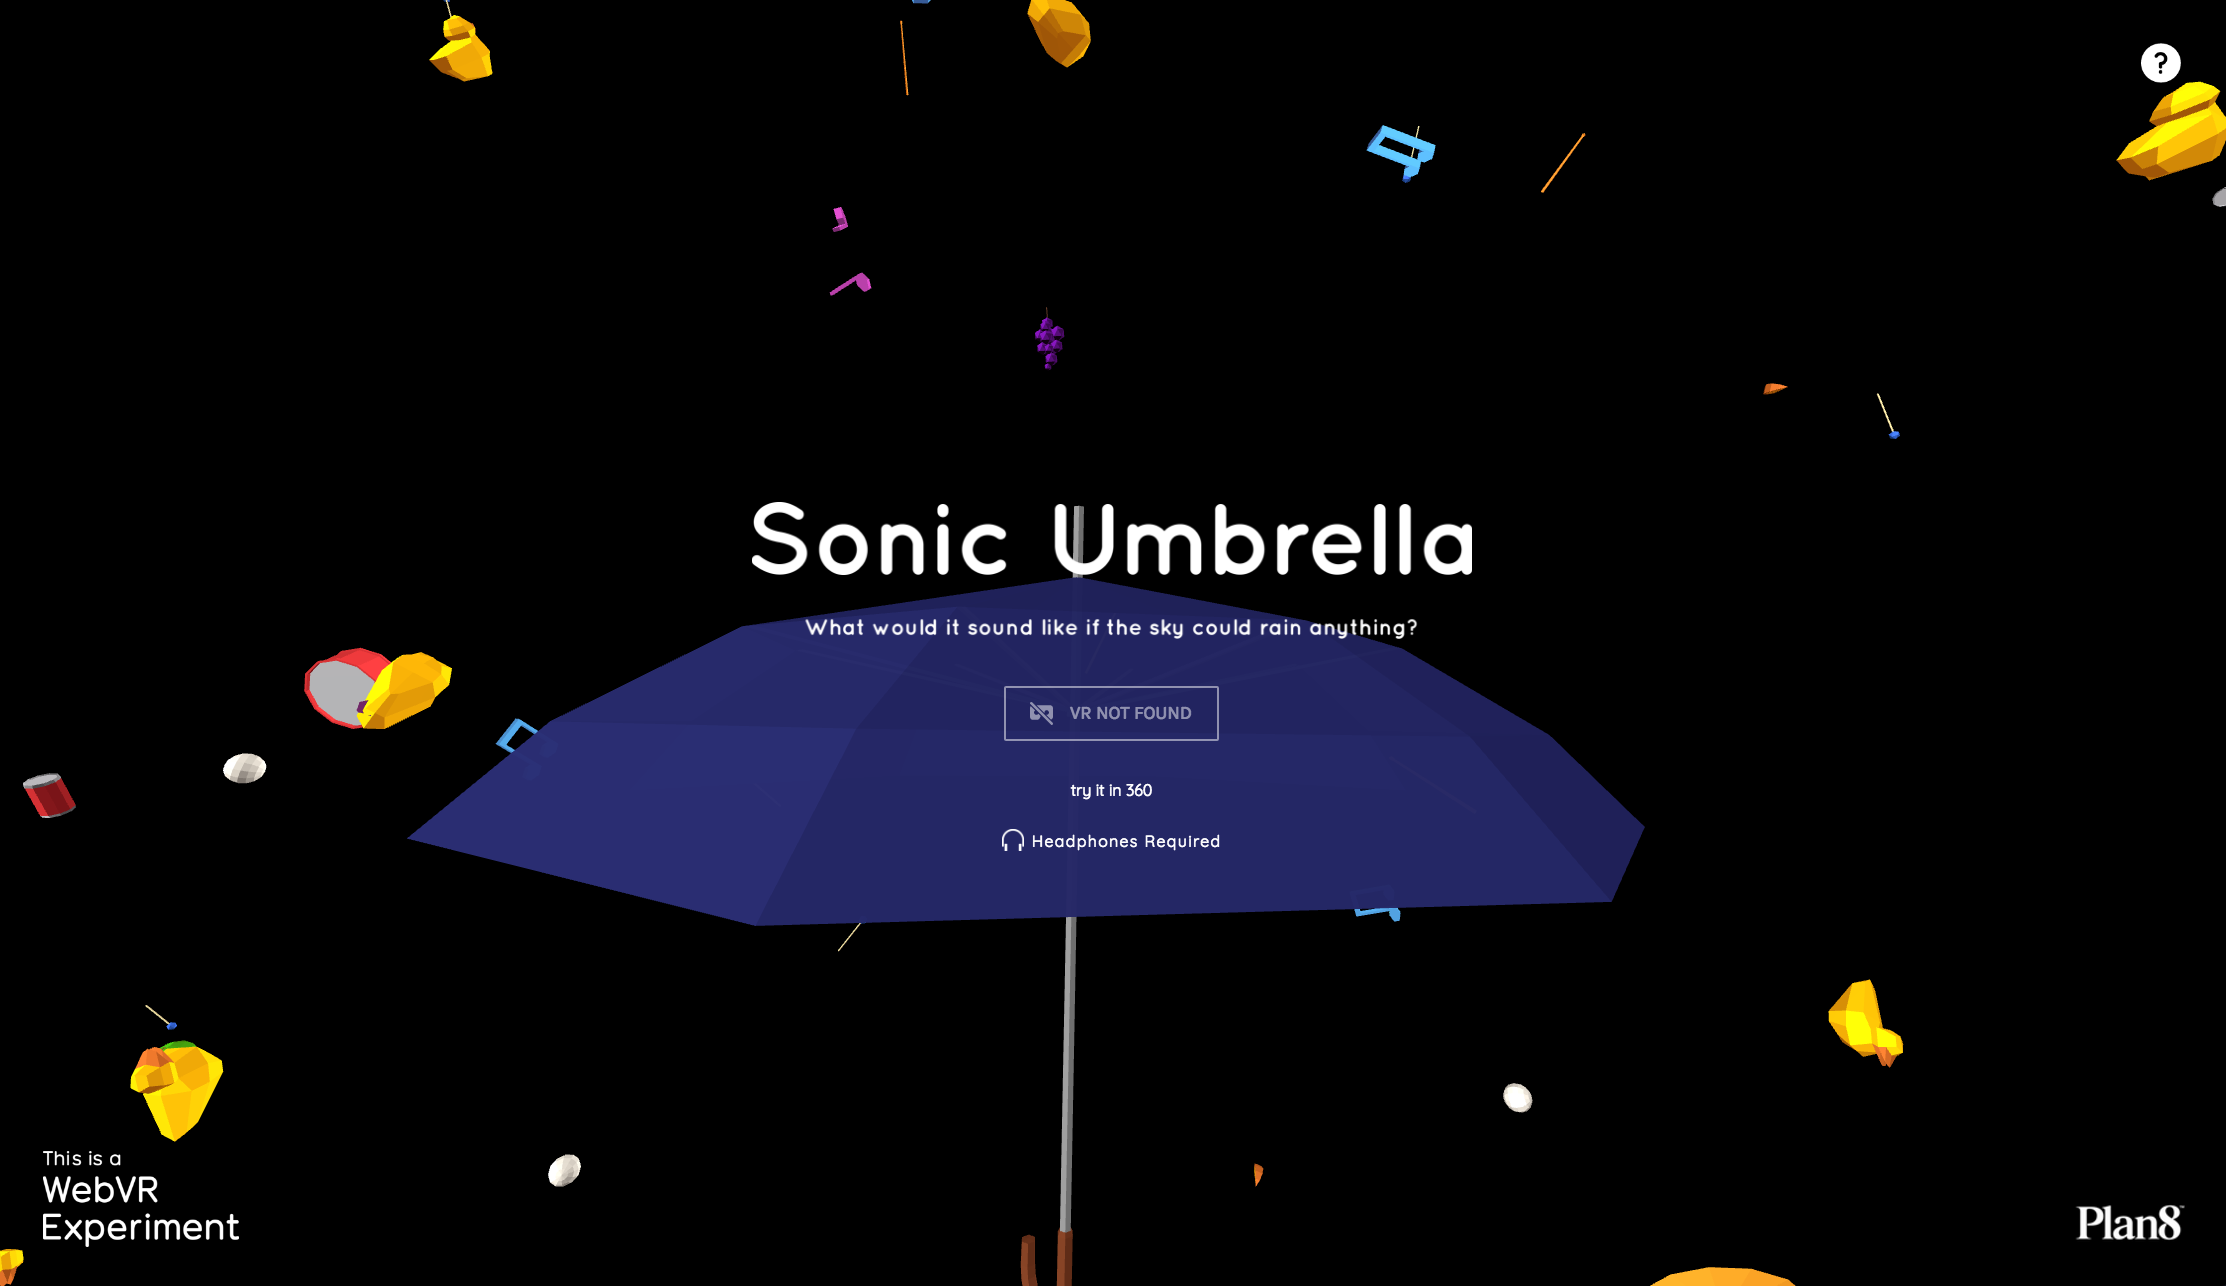 ?
Sonic Umbrella
What would it sound like if the sky could rain anything?
VR NOT FOUND
try it in 360
Headphones Required
This is a
WebVR
Experiment
Plan8